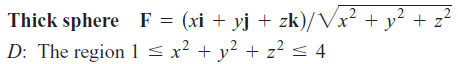 Thick sphere F = (xi + yj + zk)/√x² + y² + z²
D: The region 1 ≤ x² + y² + z² ≤ 4